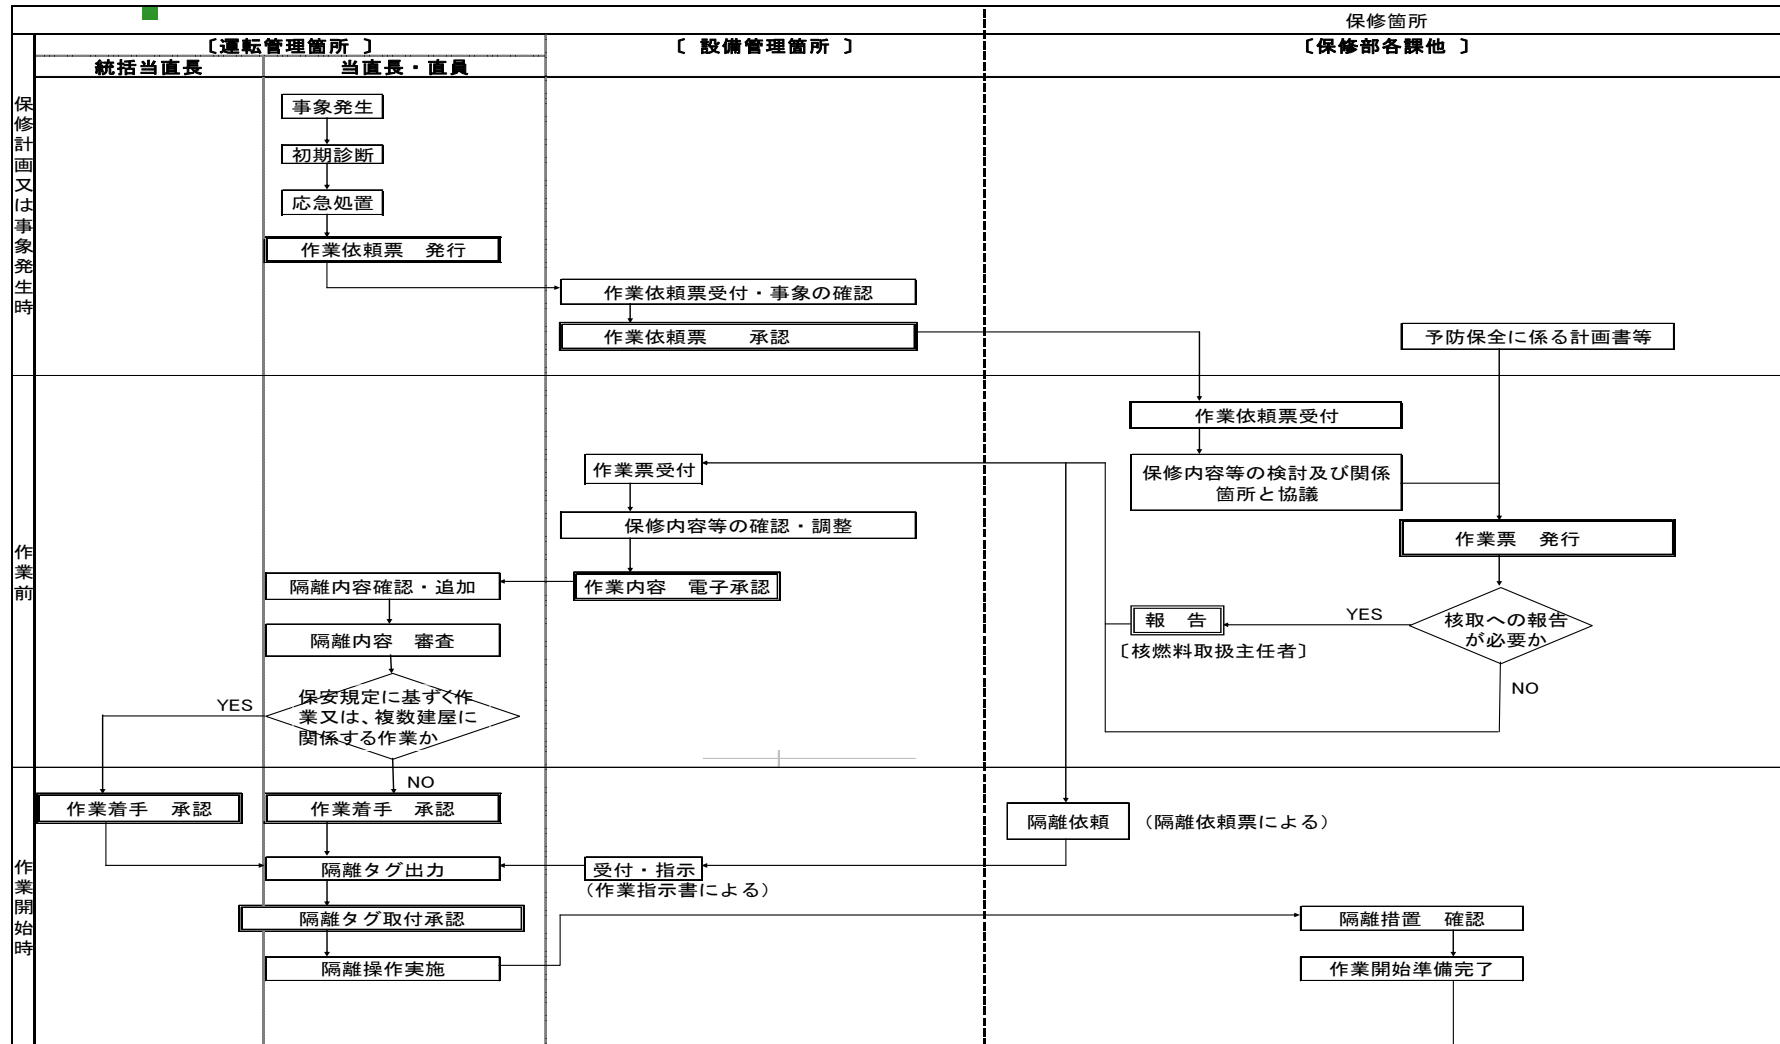 保修箇所
〔運転管理箇所 〕
〔 設備管理箇所 〕
〔保修部各課他 〕
統括当直長
当直長・直員
保修計画又は事象発生時
事象発生
初期診断
応急処置
作業依頼票　発行
作業依頼票受付・事象の確認
作業依頼票　　承認
予防保全に係る計画書等
作業前
作業依頼票受付
作業票受付
保修内容等の検討及び関係
箇所と協議
保修内容等の確認・調整
作業票　発行
隔離内容確認・追加
作業内容　電子承認
隔離内容　審査
報　告
YES
核取への報告
が必要か
〔核燃料取扱主任者〕
NO
YES
保安規定に基ずく作
業又は、複数建屋に
関係する作業か
NO
作業開始時
作業着手　承認
作業着手　承認
隔離依頼
（隔離依頼票による）
隔離タグ出力
受付・指示
（作業指示書による）
隔離タグ取付承認
隔離措置　確認
隔離操作実施
作業開始準備完了